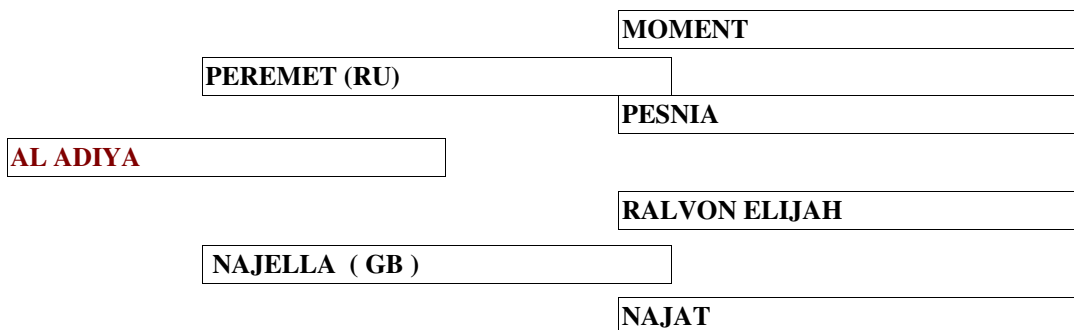 MOMENT
PEREMET (RU)
PESNIA
AL ADIYA
RALVON ELIJAH
NAJELLA ( GB )
NAJAT